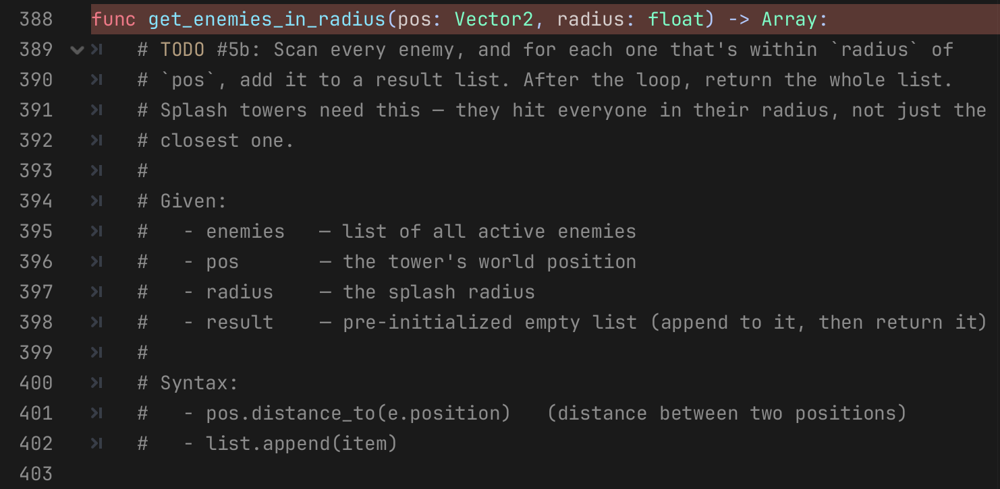 388 func get_enemies_in_radius(pos: Vector2, radius: float) -> Array:
389 # TODO #5b: Scan every enemy, and for each one that's within `radius` of
390 # `pos`, add it to a result list. After the loop, return the whole list.
391 # Splash towers need this — they hit everyone in their radius, not just the
392 # closest one.
393 #
394 # Given:
395 #   - enemies   — list of all active enemies
396 #   - pos       — the tower's world position
397 #   - radius    — the splash radius
398 #   - result    — pre-initialized empty list (append to it, then return it)
399 #
400 # Syntax:
401 #   - pos.distance_to(e.position)   (distance between two positions)
402 #   - list.append(item)
403